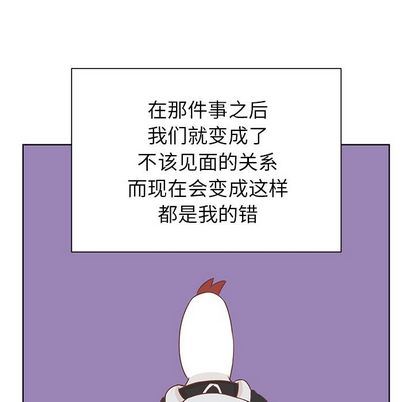 在那件事之后
我们就变成了
不该见面的关系
而现在会变成这样
都是我的错